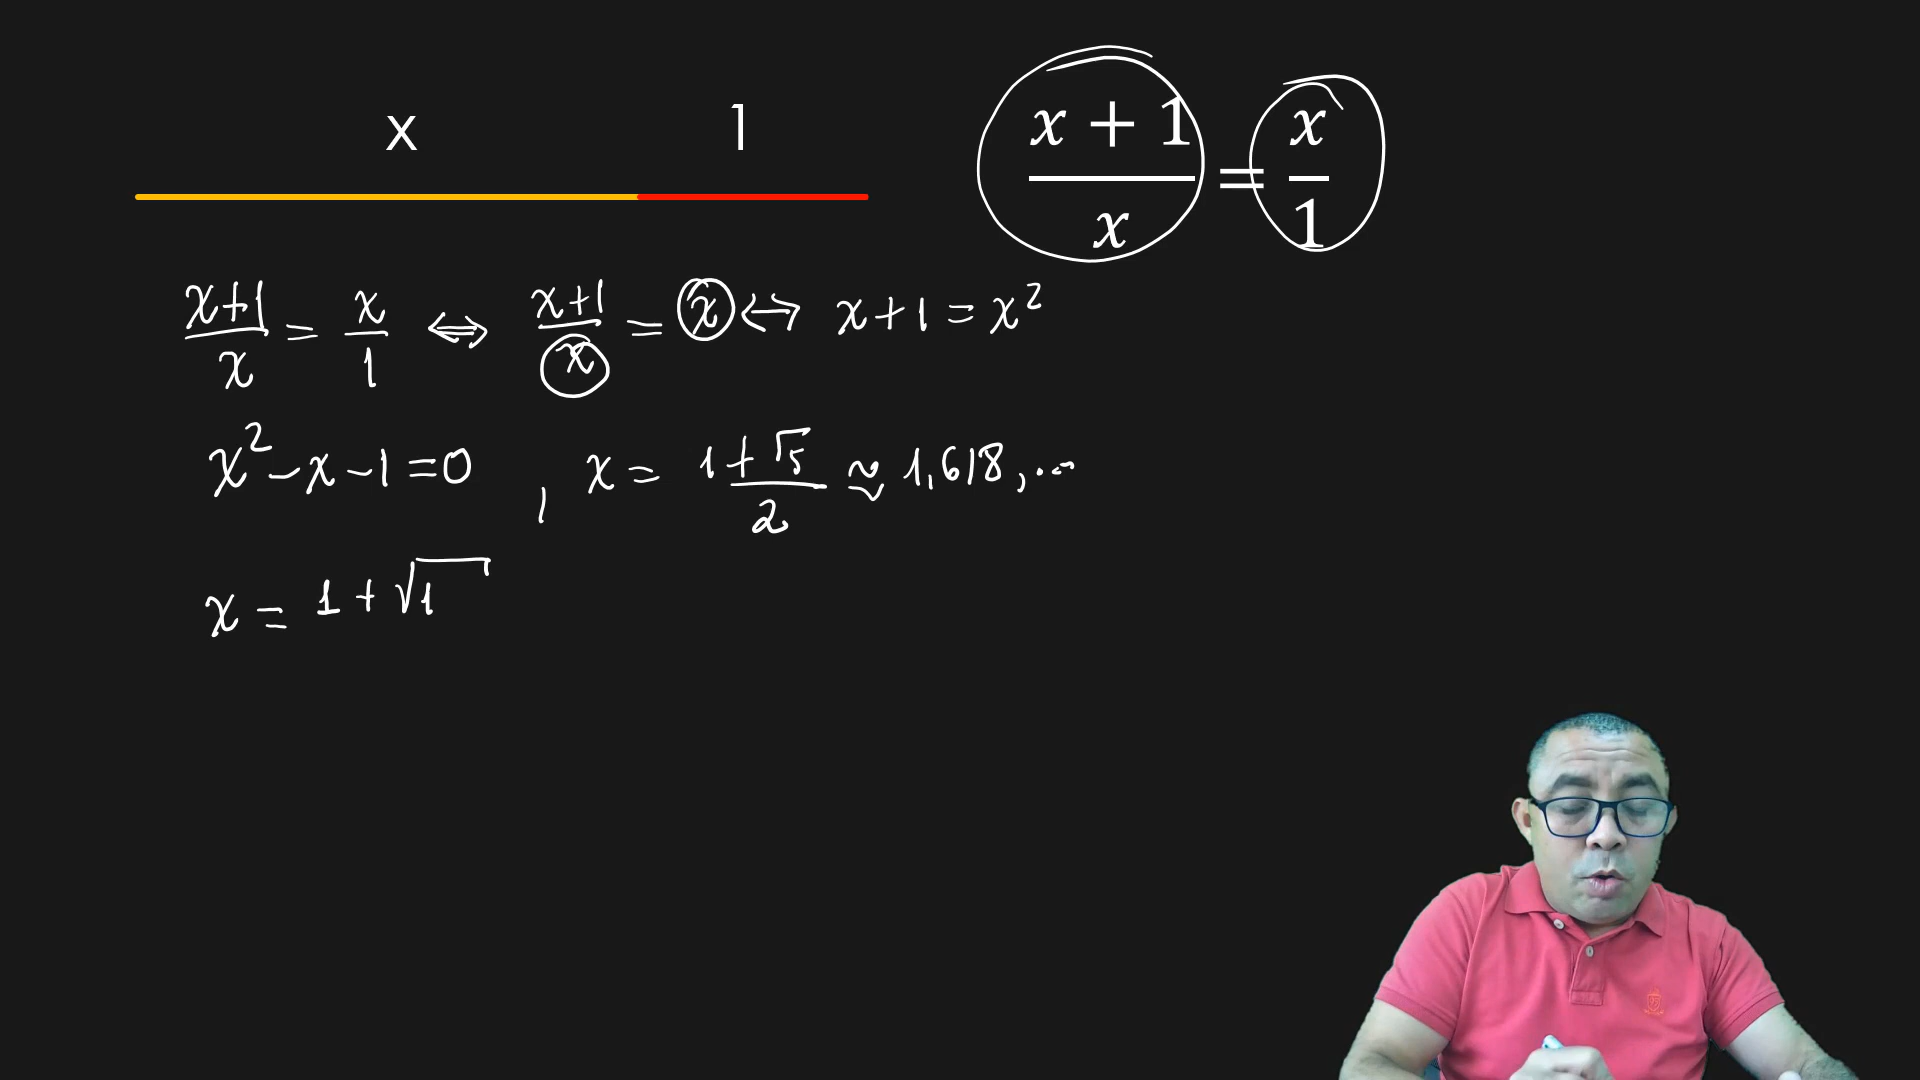 x 1
x + 1 / x = x / 1
x+1 / x = x / 1 ⇔ x+1 / x = x ⇔ x+1 = x²
x² - x - 1 = 0 , x = 1+√5 / 2 ≈ 1,618,...
x = 1 + √1